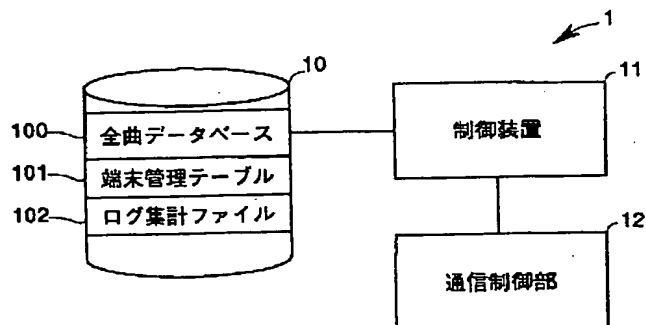 1
10
11
100
全曲データベース
制御装置
101
端末管理テーブル
102
ログ集計ファイル
12
通信制御部